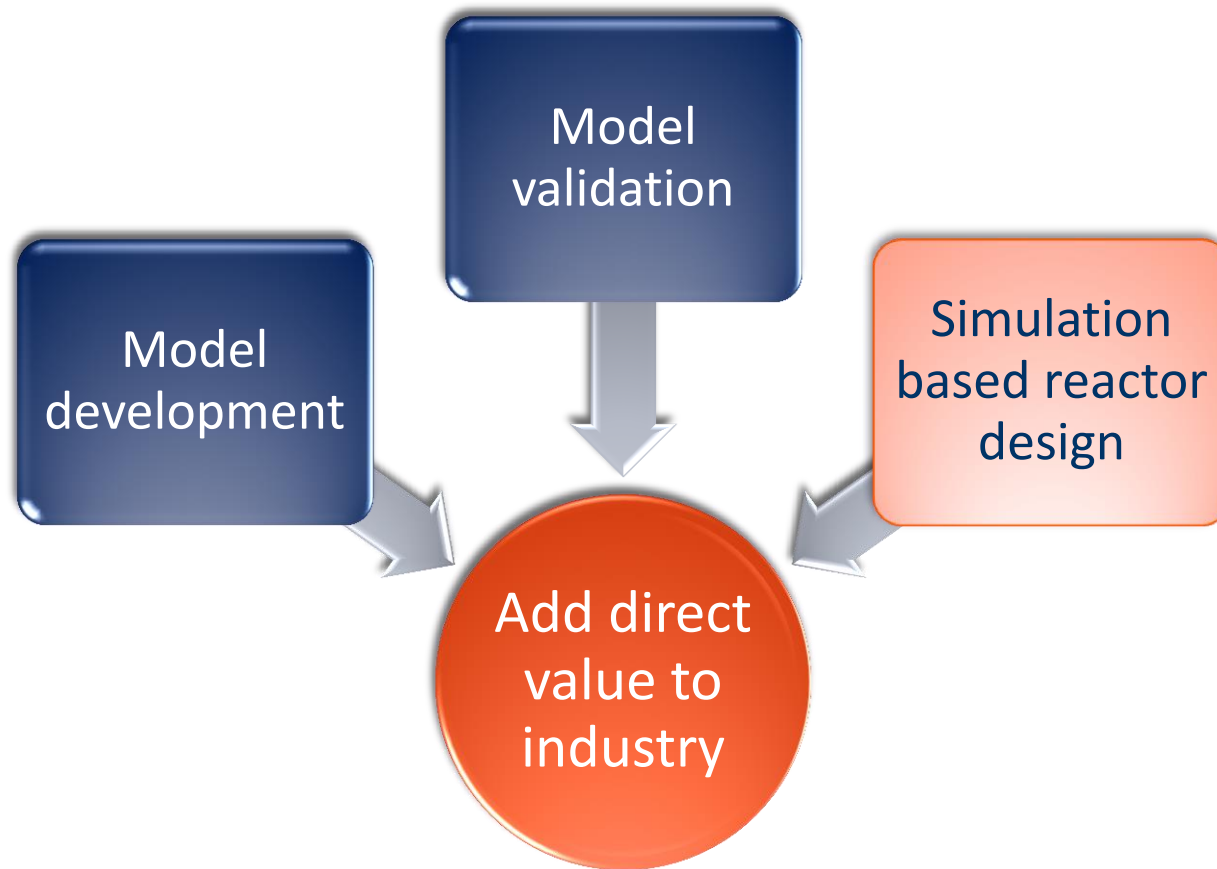 Model
validation
Model
development
Simulation
based reactor
design
Add direct
value to
industry